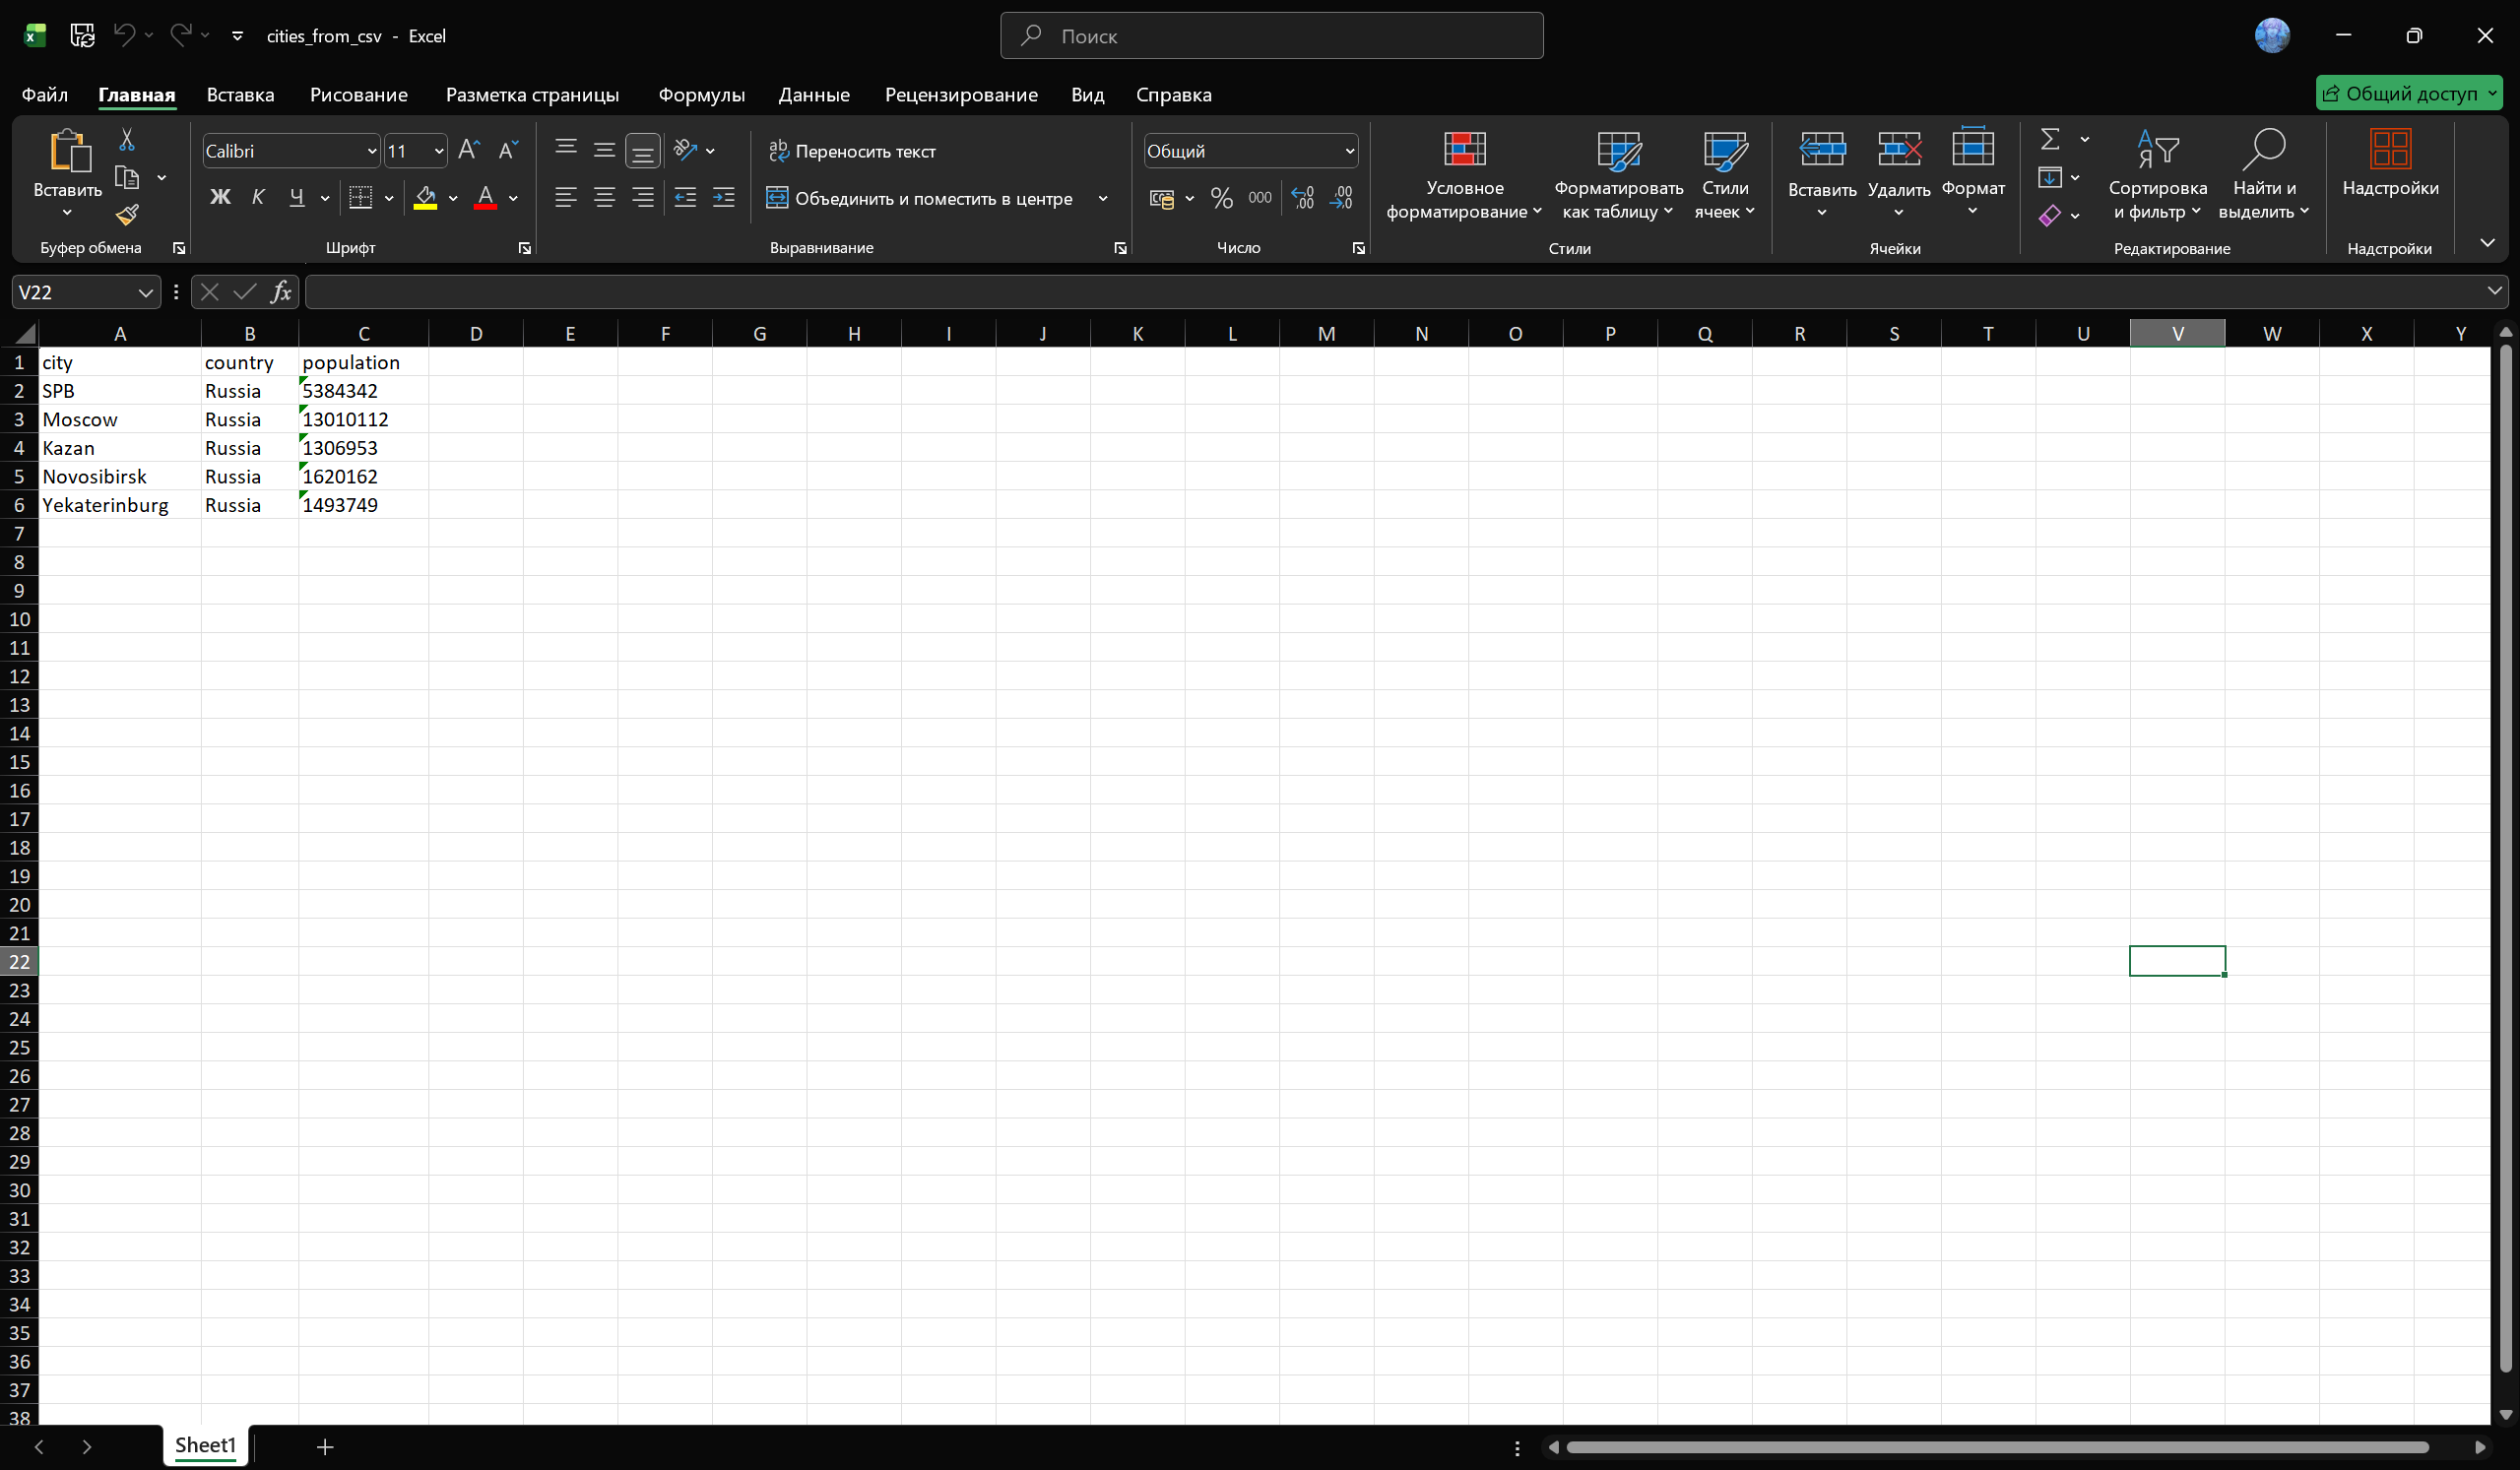 cities_from_csv - Excel
Поиск
Файл Главная Вставка Рисование Разметка страницы Формулы Данные Рецензирование Вид Справка Общий доступ
Вставить
Буфер обмена
Calibri 11
Ж К Ч А
Шрифт
Переносить текст
Объединить и поместить в центре
Выравнивание
Общий
% 000
Число
Условное форматирование
Форматировать как таблицу
Стили ячеек
Стили
Вставить Удалить Формат
Ячейки
Сортировка и фильтр
Найти и выделить
Редактирование
Надстройки
Надстройки
V22 fx
A B C D E F G H I J K L M N O P Q R S T U V W X Y
1 city country population
2 SPB Russia 5384342
3 Moscow Russia 13010112
4 Kazan Russia 1306953
5 Novosibirsk Russia 1620162
6 Yekaterinburg Russia 1493749
7
8
9
10
11
12
13
14
15
16
17
18
19
20
21
22
23
24
25
26
27
28
29
30
31
32
33
34
35
36
37
38
Sheet1